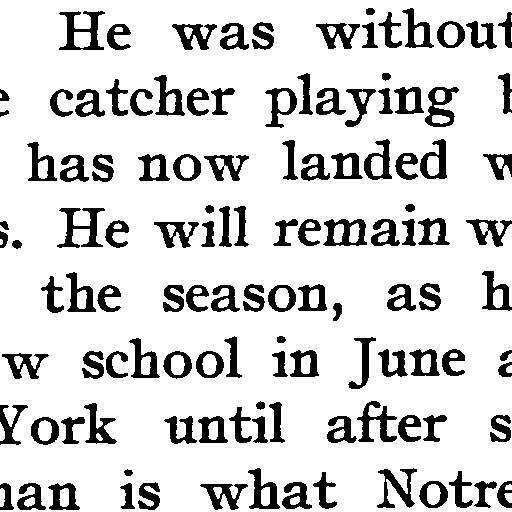 He was without
catcher playing
has now landed
s. He will remain
the season, as
w school in June
York until after
is what Notre